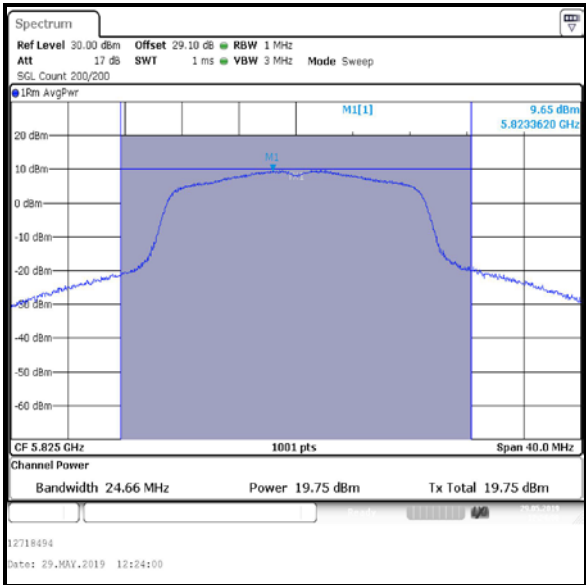 Spectrum
Ref Level 30.00 dBm Offset 29.10 dB RBW 1 MHz
Att 17 dB SWT 1 ms VBW 3 MHz Mode Sweep
SGL Count 200/200
1Rm AvgPwr
M1[1] 9.65 dBm
5.8233620 GHz
20 dBm
M1
10 dBm
0 dBm
-10 dBm
-20 dBm
-30 dBm
-40 dBm
-50 dBm
-60 dBm
CF 5.825 GHz 1001 pts Span 40.0 MHz
Channel Power
Bandwidth 24.66 MHz Power 19.75 dBm Tx Total 19.75 dBm
Ready 29.05.2019
12718494
Date: 29.MAY.2019 12:24:00